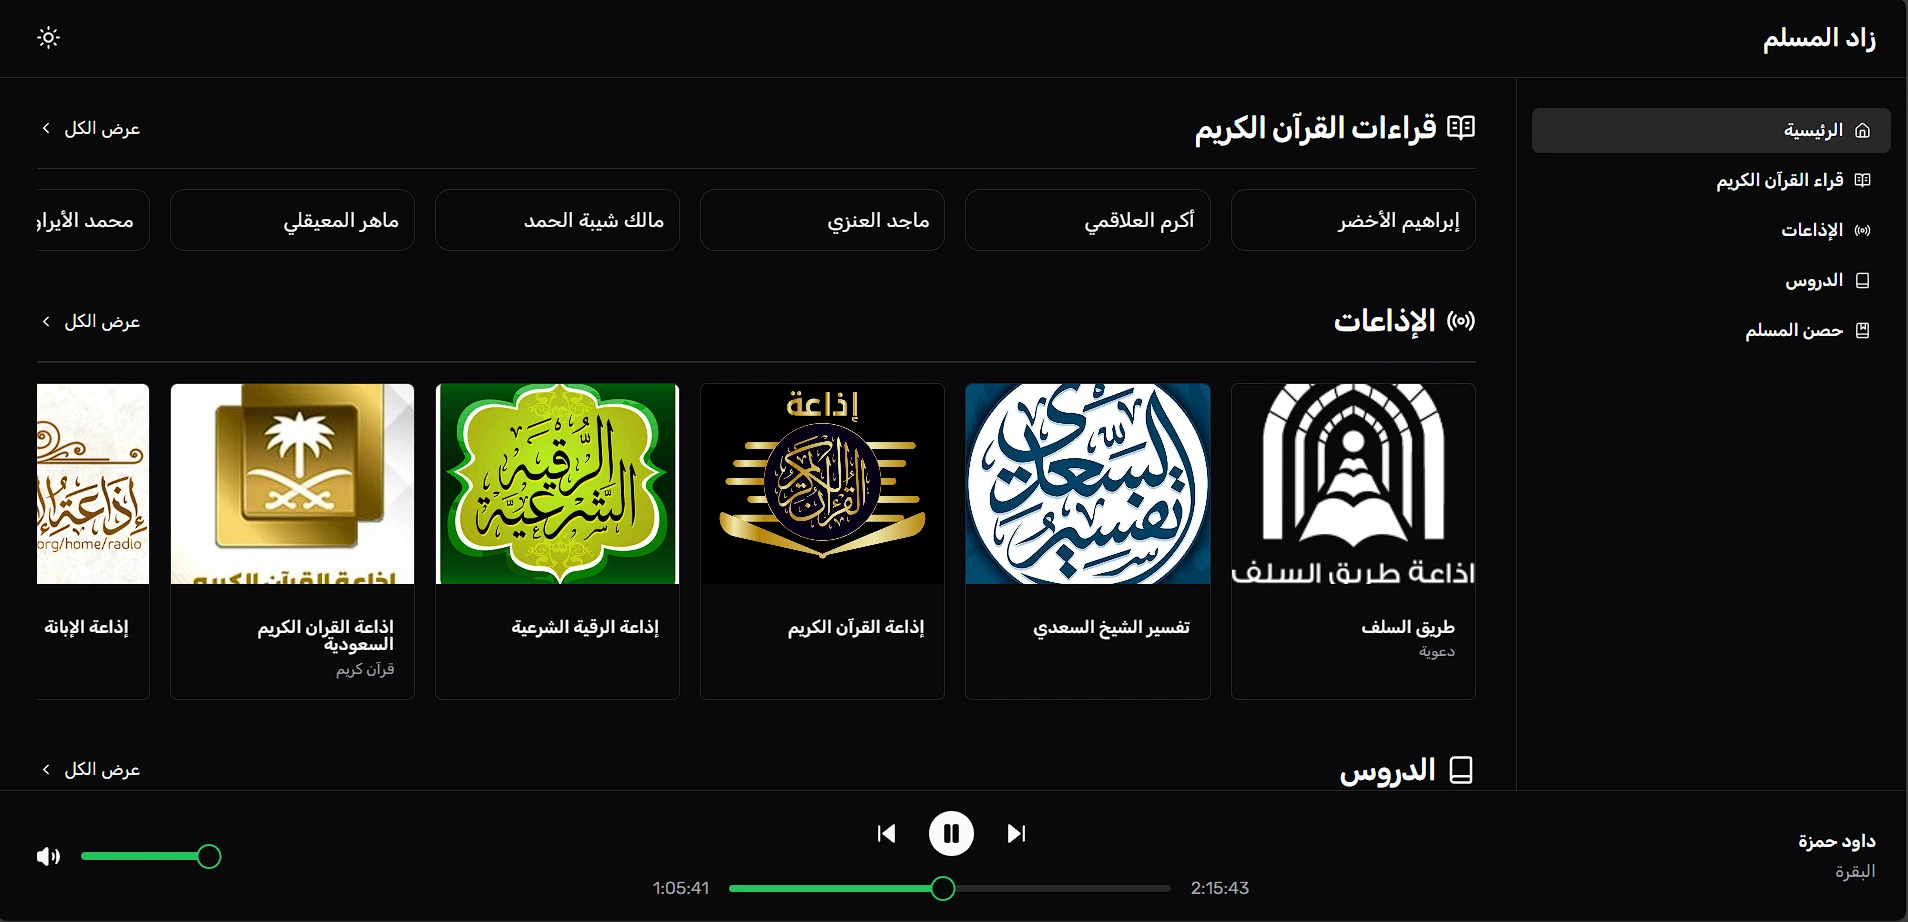 زاد المسلم
الرئيسية
قراء القرآن الكريم
الإذاعات
الدروس
حصن المسلم
قراءات القرآن الكريم
عرض الكل
إبراهيم الأخضر
أكرم العلاقمي
ماجد العنزي
مالك شيبة الحمد
ماهر المعيقلي
محمد الأيراو
الإذاعات
عرض الكل
اذاعة طريق السلف
تفسير السعدي
إذاعة
القرآن الكريم
الرقية
الشرعية
إذاعة القرآن الكريم
org/home/radio
طريق السلف
دعوية
تفسير الشيخ السعدي
إذاعة القرآن الكريم
إذاعة الرقية الشرعية
اذاعة القران الكريم
السعودية
قرآن كريم
إذاعة الإبانة
الدروس
عرض الكل
داود حمزة
البقرة
1:05:41
2:15:43